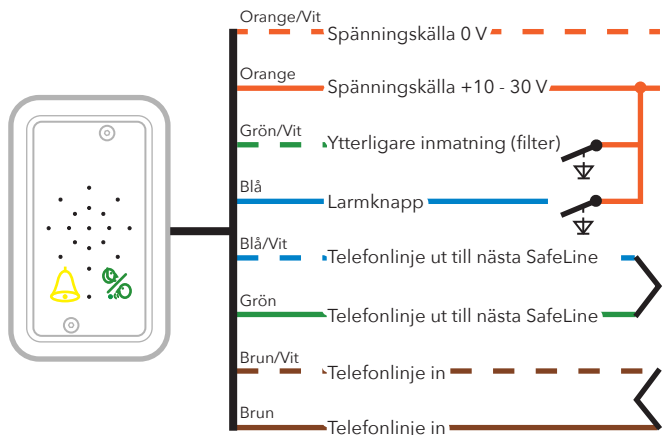 Orange/Vit
Spänningskälla 0 V
Orange
Spänningskälla +10 - 30 V
Grön/Vit
Ytterligare inmatning (filter)
Blå
Larmknapp
Blå/Vit
Telefonlinje ut till nästa SafeLine
Grön
Telefonlinje ut till nästa SafeLine
Brun/Vit
Telefonlinje in
Brun
Telefonlinje in